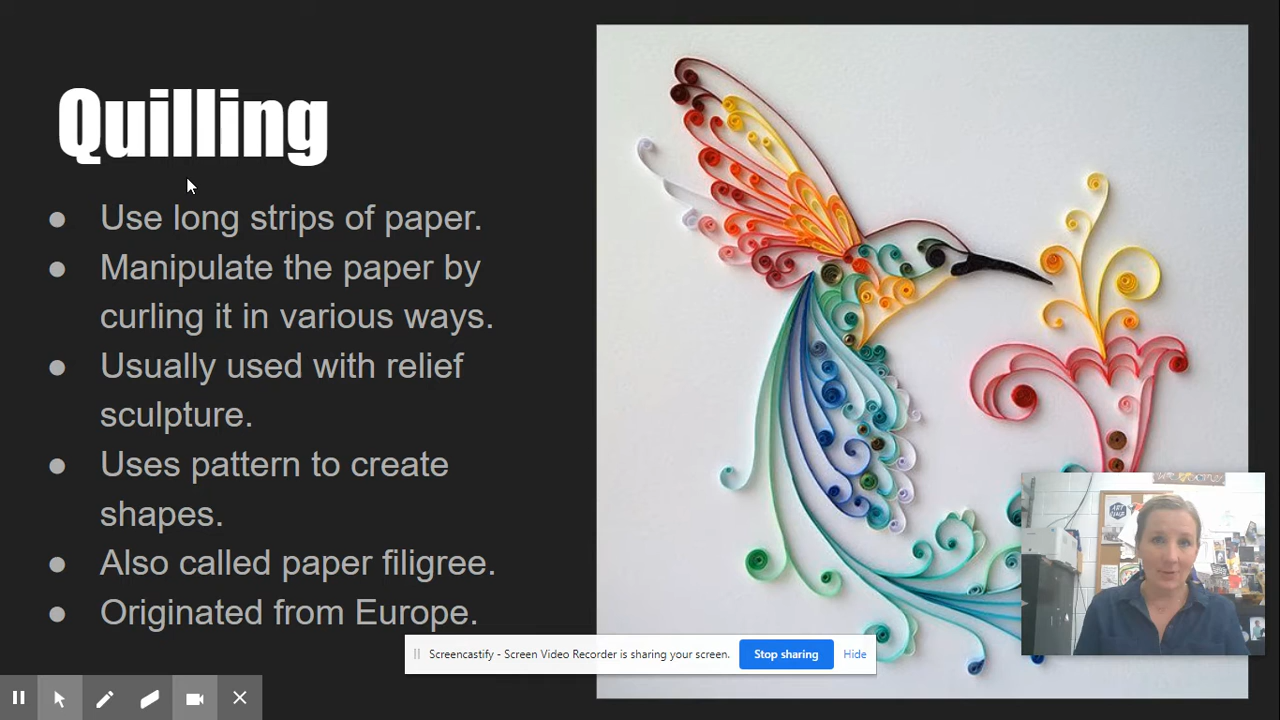 Quilling
● Use long strips of paper.
● Manipulate the paper by
curling it in various ways.
● Usually used with relief
sculpture.
● Uses pattern to create
shapes.
● Also called paper filigree.
● Originated from Europe.
Screencastify - Screen Video Recorder is sharing your screen.
Stop sharing
Hide